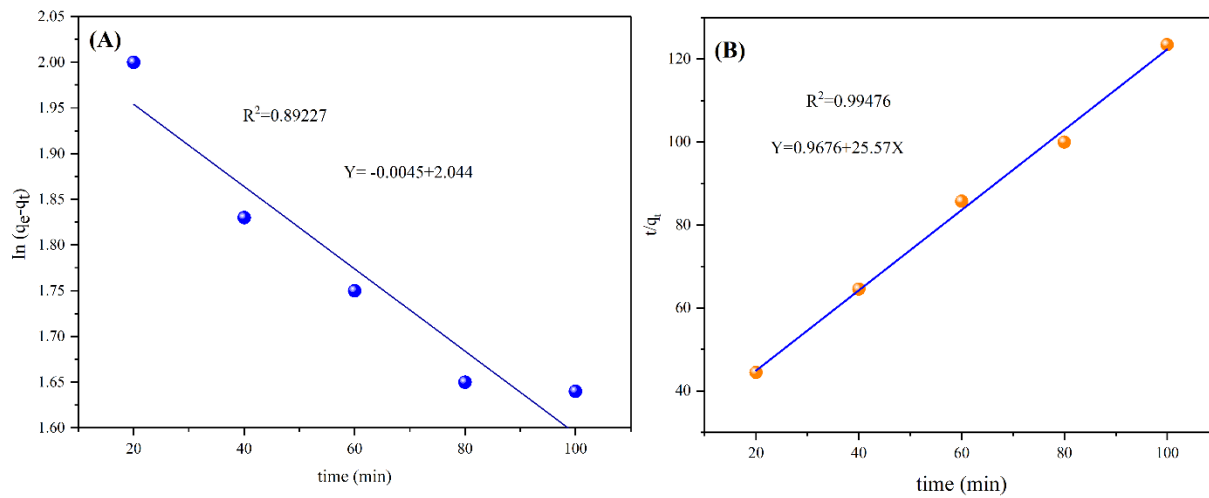 (A)
2.05
2.00
1.95
1.90
1.85
1.80
1.75
1.70
1.65
1.60
ln (qe-qt)
R²=0.89227
Y= -0.0045+2.044
20 40 60 80 100
time (min)
(B)
120
100
80
60
40
t/qt
R²=0.99476
Y=0.9676+25.57X
20 40 60 80 100
time (min)